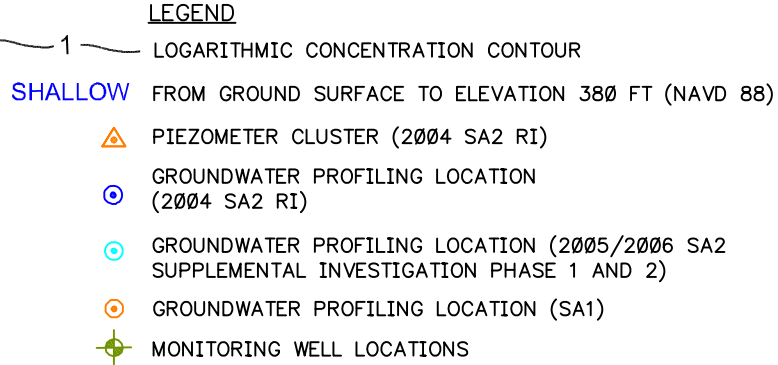 LEGEND
1 LOGARITHMIC CONCENTRATION CONTOUR
SHALLOW FROM GROUND SURFACE TO ELEVATION 380 FT (NAVD 88)
PIEZOMETER CLUSTER (2004 SA2 RI)
GROUNDWATER PROFILING LOCATION
(2004 SA2 RI)
GROUNDWATER PROFILING LOCATION (2005/2006 SA2
SUPPLEMENTAL INVESTIGATION PHASE 1 AND 2)
GROUNDWATER PROFILING LOCATION (SA1)
MONITORING WELL LOCATIONS